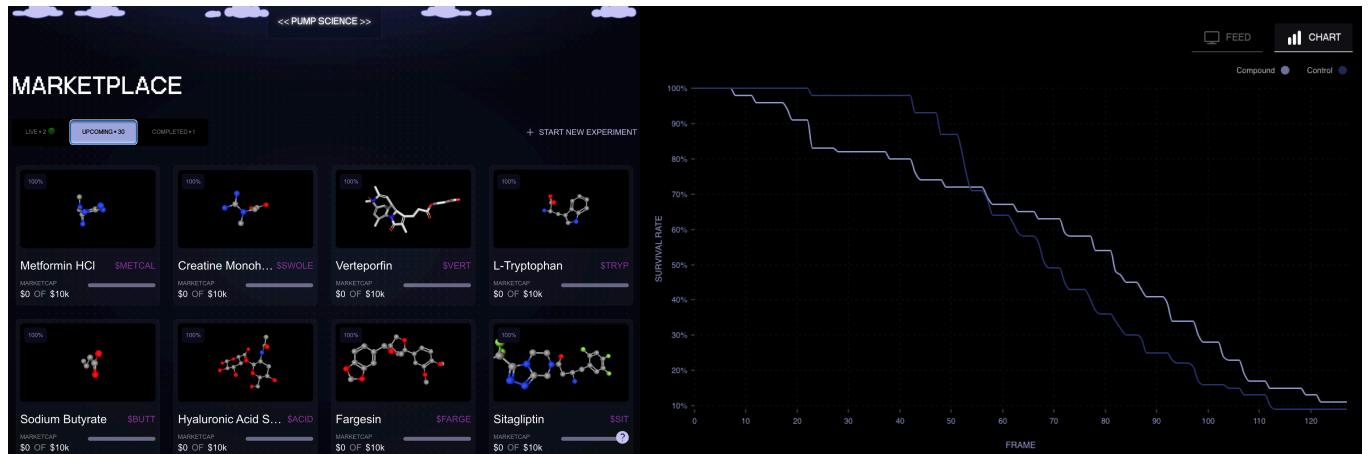 << PUMP SCIENCE >>
MARKETPLACE
LIVE • 2
UPCOMING • 30
COMPLETED • 1
+ START NEW EXPERIMENT
100%
100%
100%
100%
Metformin HCl $METCAL
Creatine Monoh... $SWOLE
Verteporfin $VERT
L-Tryptophan $TRYP
MARKETCAP
$0 OF $10k
MARKETCAP
$0 OF $10k
MARKETCAP
$0 OF $10k
MARKETCAP
$0 OF $10k
100%
100%
100%
100%
Sodium Butyrate $BUTT
Hyaluronic Acid S... $ACID
Fargesin $FARGE
Sitagliptin $SIT
MARKETCAP
$0 OF $10k
MARKETCAP
$0 OF $10k
MARKETCAP
$0 OF $10k
MARKETCAP
$0 OF $10k
?
FEED
CHART
Compound
Control
100%
90%
80%
70%
60%
50%
40%
30%
20%
10%
SURVIVAL RATE
0 10 20 30 40 50 60 70 80 90 100 110 120
FRAME